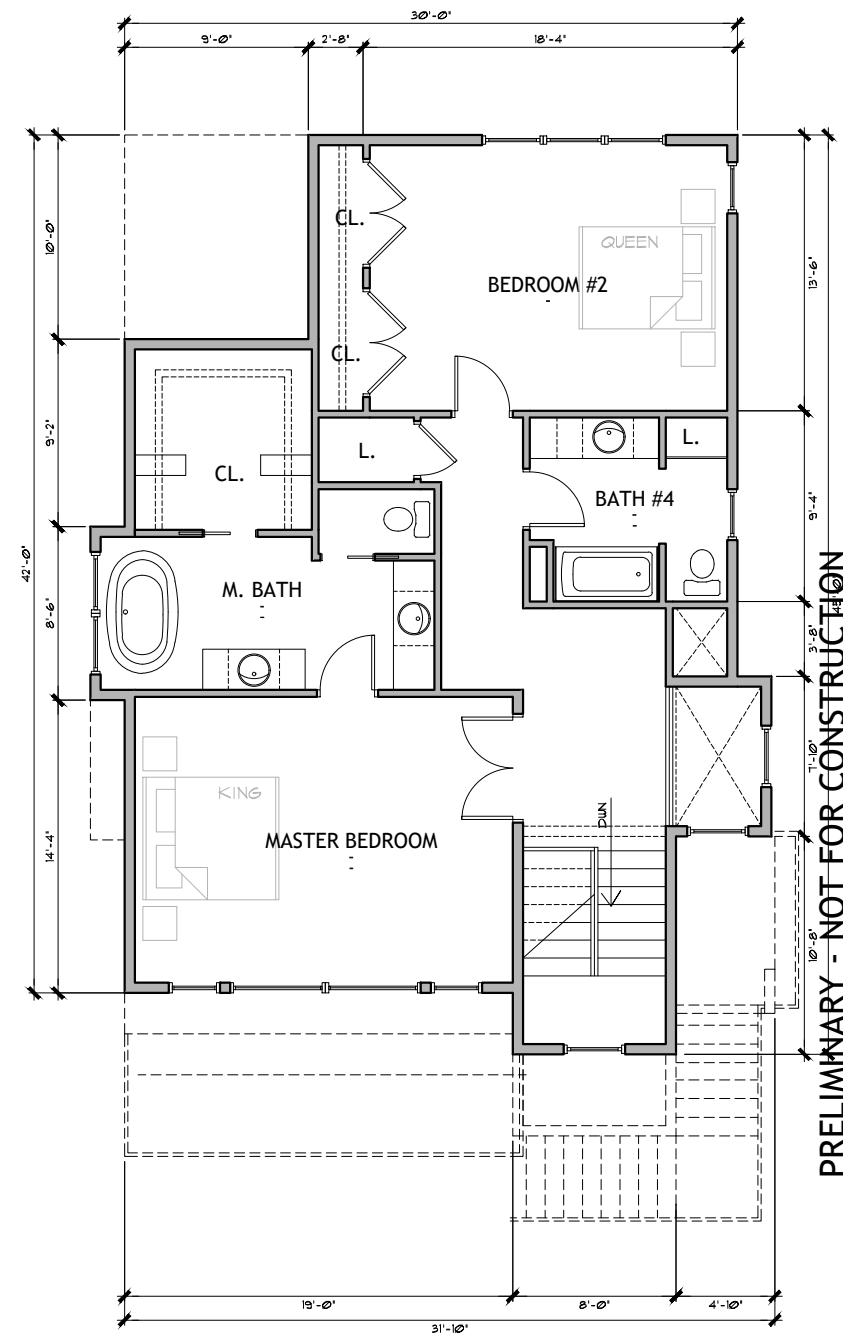 30'-0"
9'-0"
2'-8"
18'-4"
CL.
QUEEN
BEDROOM #2
-
10'-0"
13'-6"
CL.
L.
L.
CL.
BATH #4
-
-
9'-2"
9'-4"
42'-0"
M. BATH
-
-
8'-6"
3'-8"
7'-10"
KING
MASTER BEDROOM
-
-
DWN
14'-4"
10'-8"
PRELIMINARY - NOT FOR CONSTRUCTION
19'-0"
8'-0"
4'-10"
31'-10"